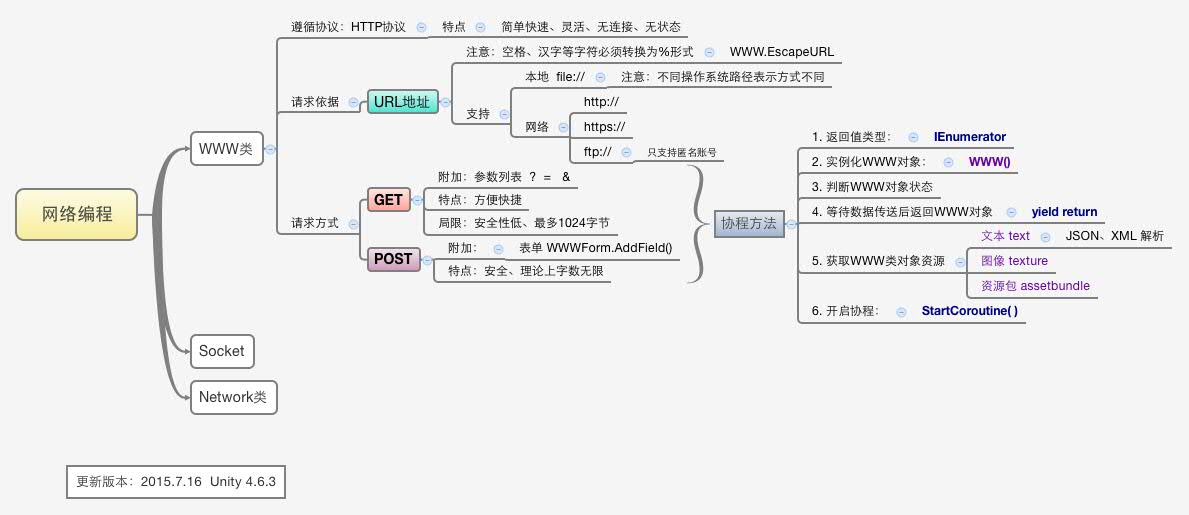 网络编程
WWW类
遵循协议：HTTP协议
特点
简单快速、灵活、无连接、无状态
请求依据
URL地址
注意：空格、汉字等字符必须转换为%形式
WWW.EscapeURL
支持
本地 file://
注意：不同操作系统路径表示方式不同
网络
http://
https://
ftp://
只支持匿名账号
请求方式
GET
附加：参数列表 ? = &
特点：方便快捷
局限：安全性低、最多1024字节
POST
附加：
表单 WWWForm.AddField()
特点：安全、理论上字数无限
协程方法
1. 返回值类型：
IEnumerator
2. 实例化WWW对象：
WWW()
3. 判断WWW对象状态
4. 等待数据传送后返回WWW对象
yield return
5. 获取WWW类对象资源
文本 text
JSON、XML 解析
图像 texture
资源包 assetbundle
6. 开启协程：
StartCoroutine( )
Socket
Network类
更新版本：2015.7.16 Unity 4.6.3